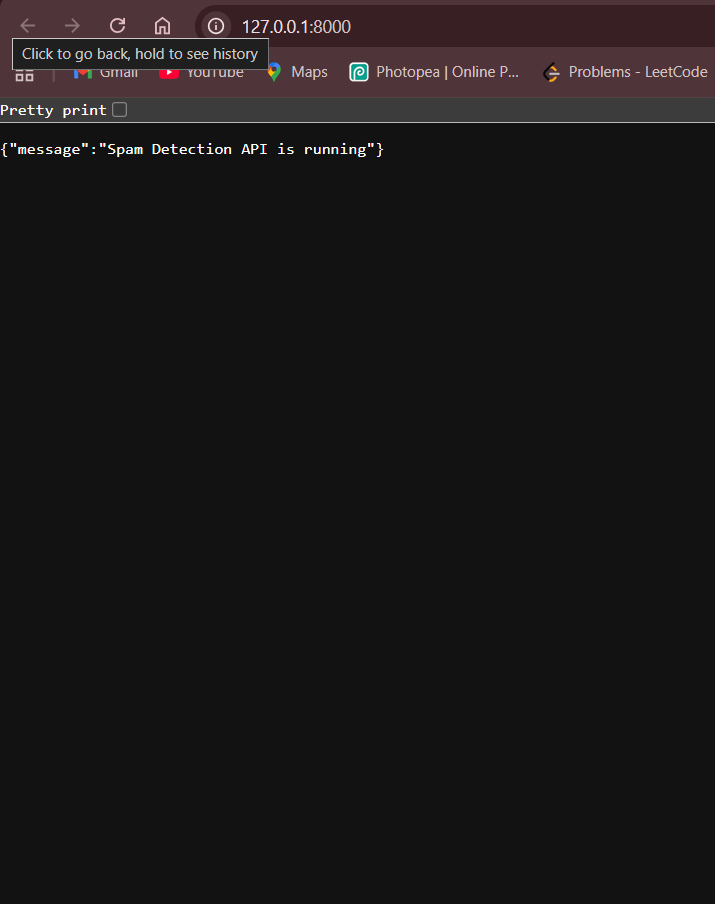 127.0.0.1:8000
Click to go back, hold to see history
Gmail YouTube Maps Photopea | Online P... Problems - LeetCode
Pretty print
{"message":"Spam Detection API is running"}